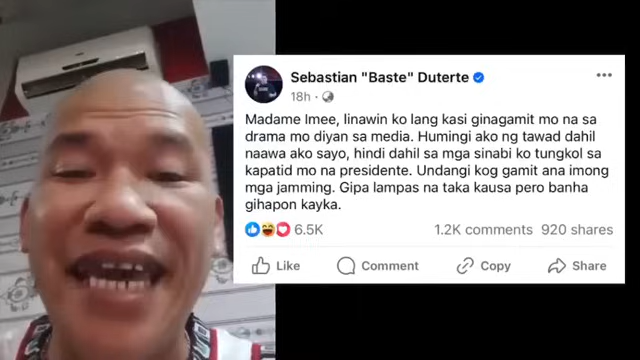 Sebastian "Baste" Duterte
18h ·
Madame Imee, linawin ko lang kasi ginagamit mo na sa
drama mo diyan sa media. Humingi ako ng tawad dahil
naawa ako sayo, hindi dahil sa mga sinabi ko tungkol sa
kapatid mo na presidente. Undangi kog gamit ana imong
mga jamming. Gipa lampas na taka kausa pero banha
gihapon kayka.
6.5K 1.2K comments 920 shares
Like Comment Copy Share